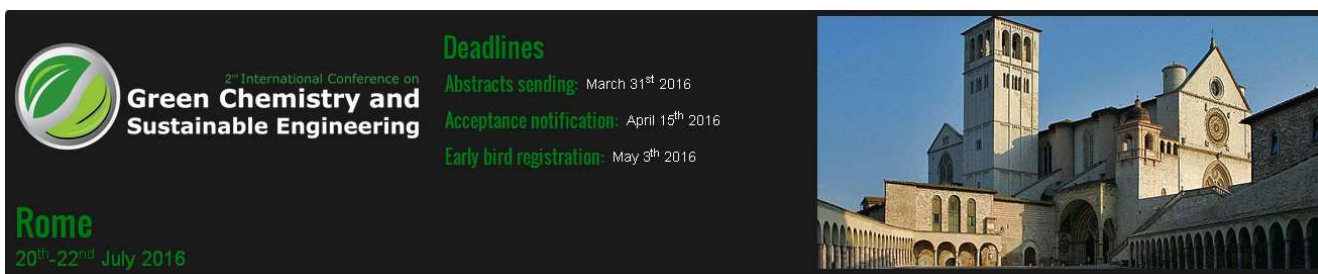 2nd International Conference on
Green Chemistry and
Sustainable Engineering
Deadlines
Abstracts sending: March 31st 2016
Acceptance notification: April 15th 2016
Early bird registration: May 3th 2016
Rome
20th-22nd July 2016